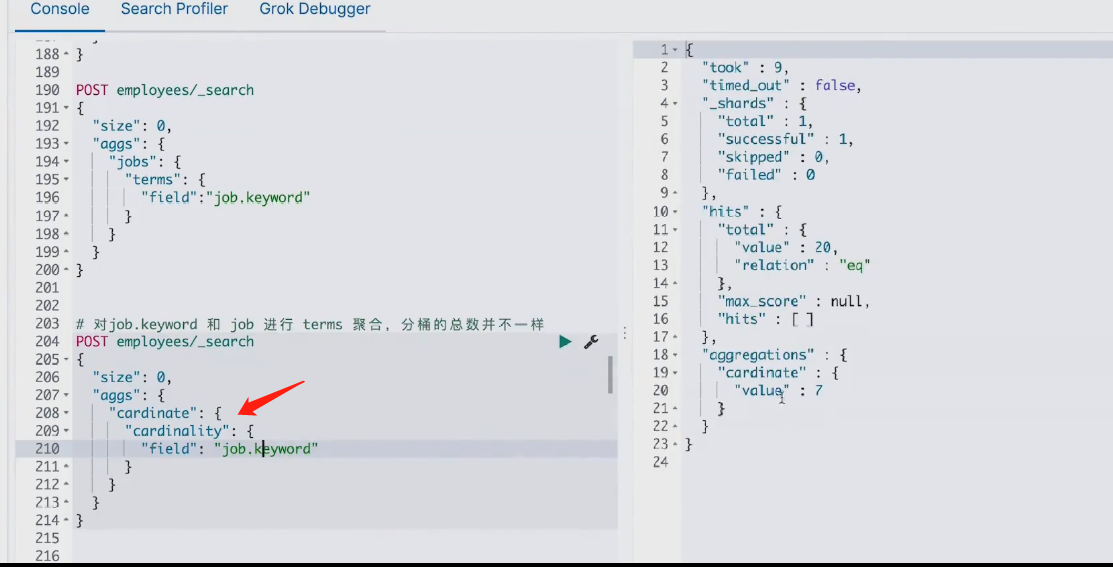 Console Search Profiler Grok Debugger
188 }
189
190 POST employees/_search
191 {
192 "size": 0,
193 "aggs": {
194 "jobs": {
195 "terms": {
196 "field":"job.keyword"
197 }
198 }
199 }
200 }
201
202
203 # 对job.keyword 和 job 进行 terms 聚合，分桶的总数并不一样
204 POST employees/_search
205 {
206 "size": 0,
207 "aggs": {
208 "cardinate": {
209 "cardinality": {
210 "field": "job.keyword"
211 }
212 }
213 }
214 }
215
216
1 {
2 "took" : 9,
3 "timed_out" : false,
4 "_shards" : {
5 "total" : 1,
6 "successful" : 1,
7 "skipped" : 0,
8 "failed" : 0
9 },
10 "hits" : {
11 "total" : {
12 "value" : 20,
13 "relation" : "eq"
14 },
15 "max_score" : null,
16 "hits" : [ ]
17 },
18 "aggregations" : {
19 "cardinate" : {
20 "value" : 7
21 }
22 }
23 }
24